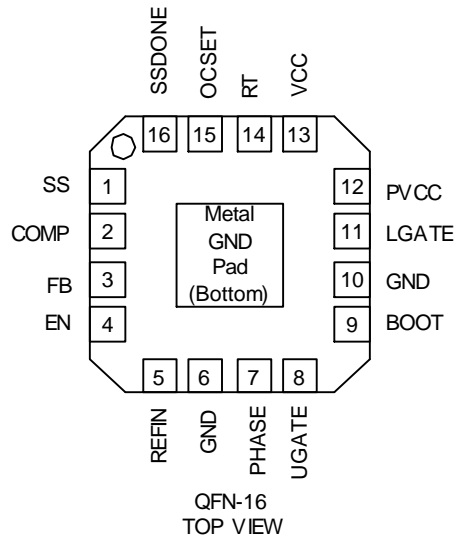 SSDONE
OCSET
RT
VCC
16
15
14
13
SS
1
12
PVCC
COMP
2
11
LGATE
FB
3
10
GND
EN
4
9
BOOT
Metal
GND
Pad
(Bottom)
5
6
7
8
REFIN
GND
PHASE
UGATE
QFN-16
TOP VIEW